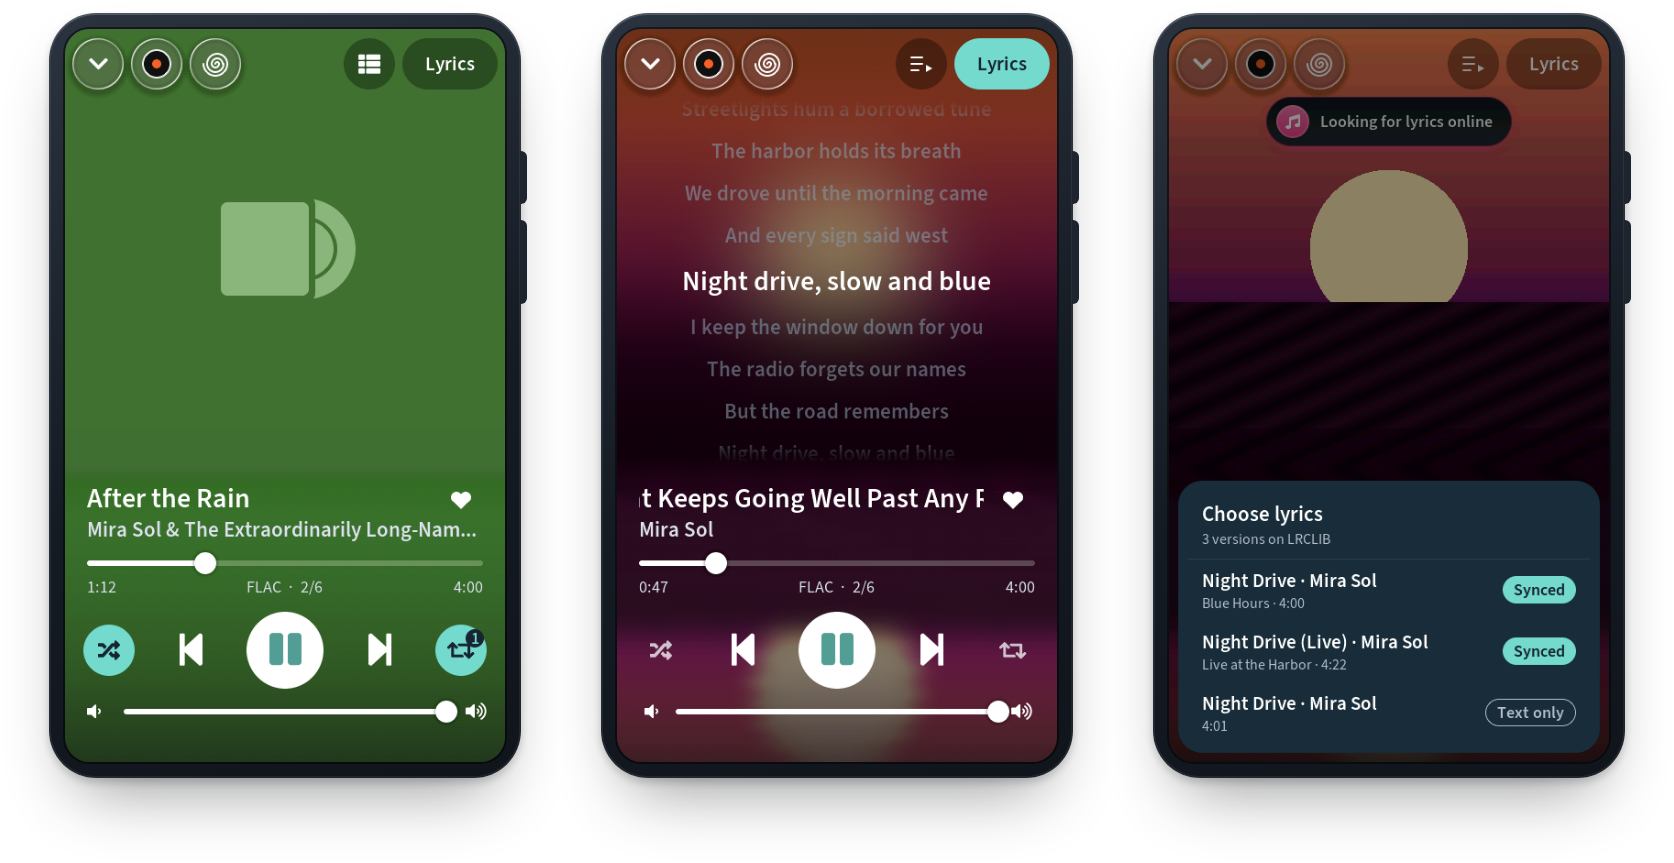 Lyrics
After the Rain
Mira Sol & The Extraordinarily Long-Nam...
1:12 FLAC · 2/6 4:00
1
Lyrics
Streetlights hum a borrowed tune
The harbor holds its breath
We drove until the morning came
And every sign said west
Night drive, slow and blue
I keep the window down for you
The radio forgets our names
But the road remembers
Night drive, slow and blue
t Keeps Going Well Past Any
Mira Sol
0:47 FLAC · 2/6 4:00
Lyrics
Looking for lyrics online
Choose lyrics
3 versions on LRCLIB
Night Drive · Mira Sol
Blue Hours · 4:00
Synced
Night Drive (Live) · Mira Sol
Live at the Harbor · 4:22
Synced
Night Drive · Mira Sol
4:01
Text only